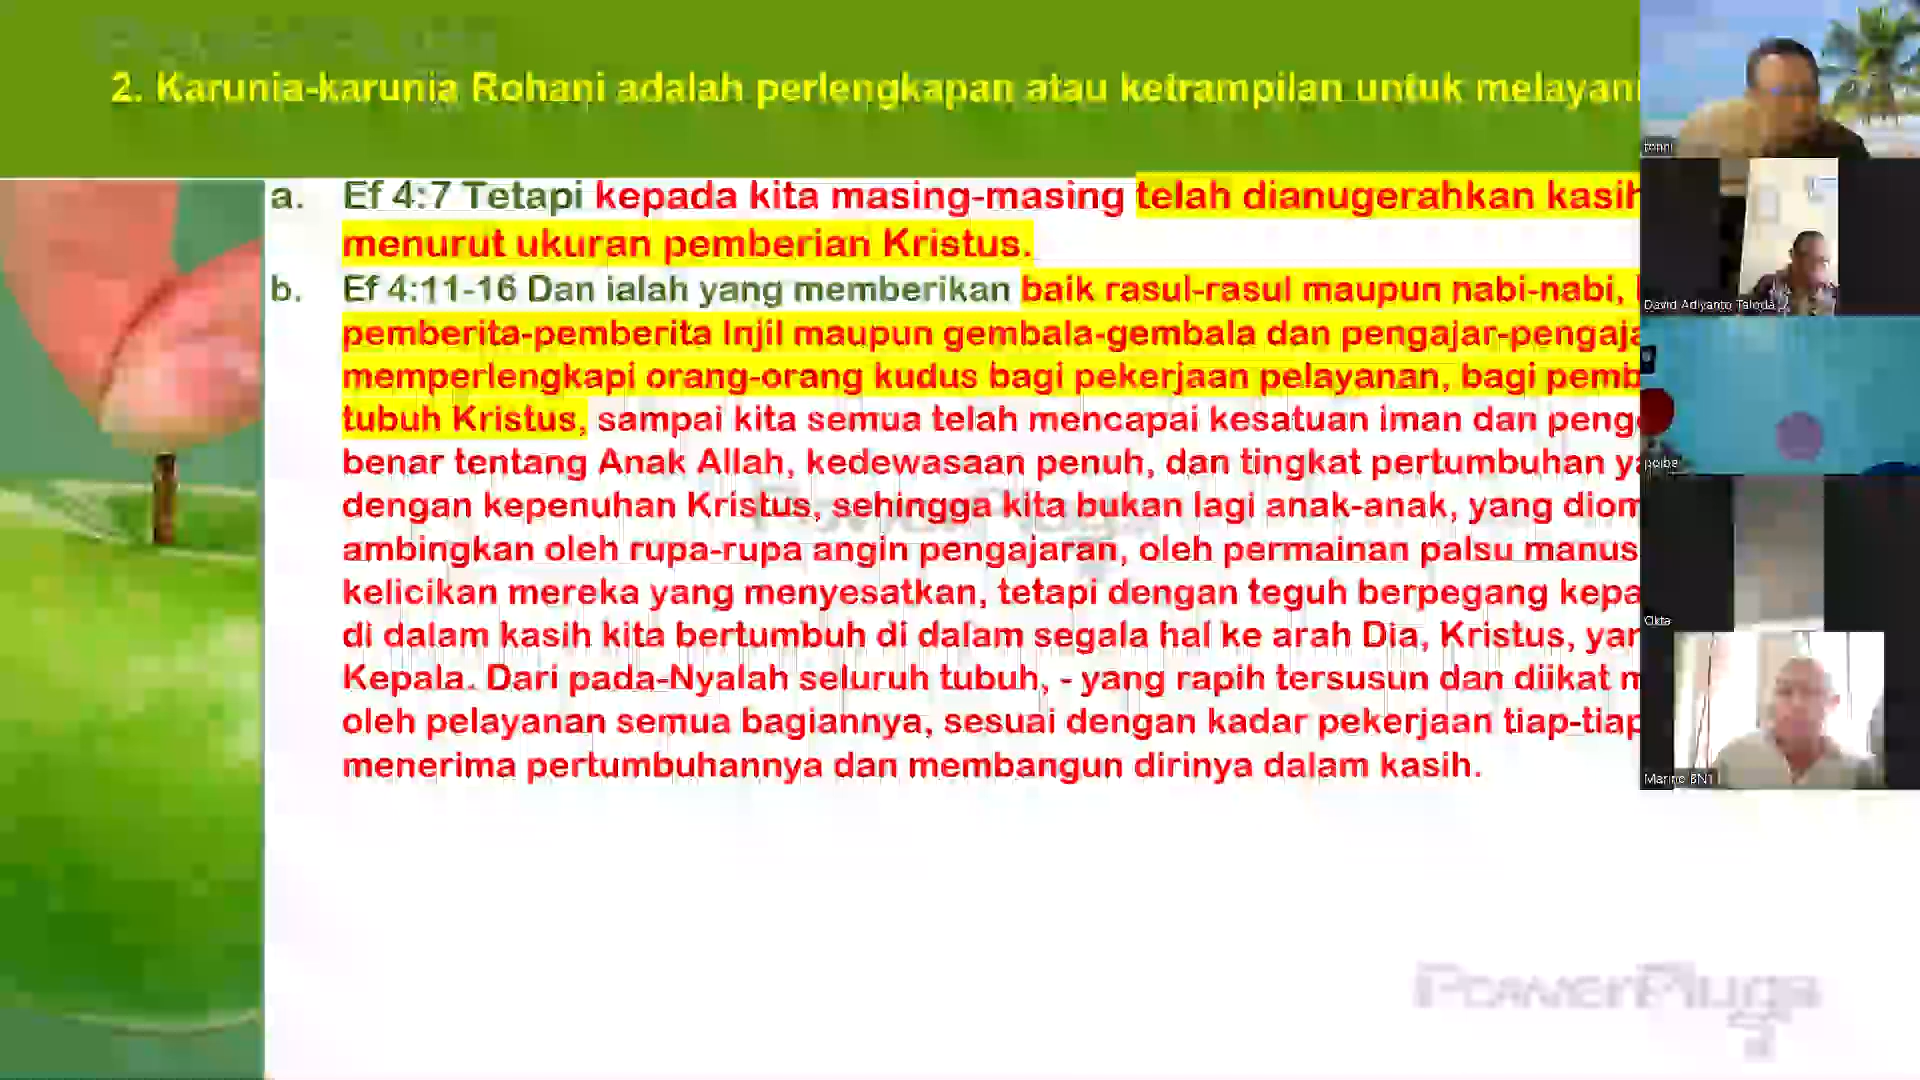 2. Karunia-karunia Rohani adalah perlengkapan atau ketrampilan untuk melayani
a. Ef 4:7 Tetapi kepada kita masing-masing telah dianugerahkan kasih
menurut ukuran pemberian Kristus.
b. Ef 4:11-16 Dan ialah yang memberikan baik rasul-rasul maupun nabi-nabi,
pemberita-pemberita Injil maupun gembala-gembala dan pengajar-pengaja
memperlengkapi orang-orang kudus bagi pekerjaan pelayanan, bagi pemb
tubuh Kristus, sampai kita semua telah mencapai kesatuan iman dan peng
benar tentang Anak Allah, kedewasaan penuh, dan tingkat pertumbuhan ya
dengan kepenuhan Kristus, sehingga kita bukan lagi anak-anak, yang diom
ambingkan oleh rupa-rupa angin pengajaran, oleh permainan palsu manus
kelicikan mereka yang menyesatkan, tetapi dengan teguh berpegang kepa
di dalam kasih kita bertumbuh di dalam segala hal ke arah Dia, Kristus, yan
Kepala. Dari pada-Nyalah seluruh tubuh, - yang rapih tersusun dan diikat m
oleh pelayanan semua bagiannya, sesuai dengan kadar pekerjaan tiap-tiap
menerima pertumbuhannya dan membangun dirinya dalam kasih.
PowerPlugs
tonni
David Adiyanto Taloda
Okta